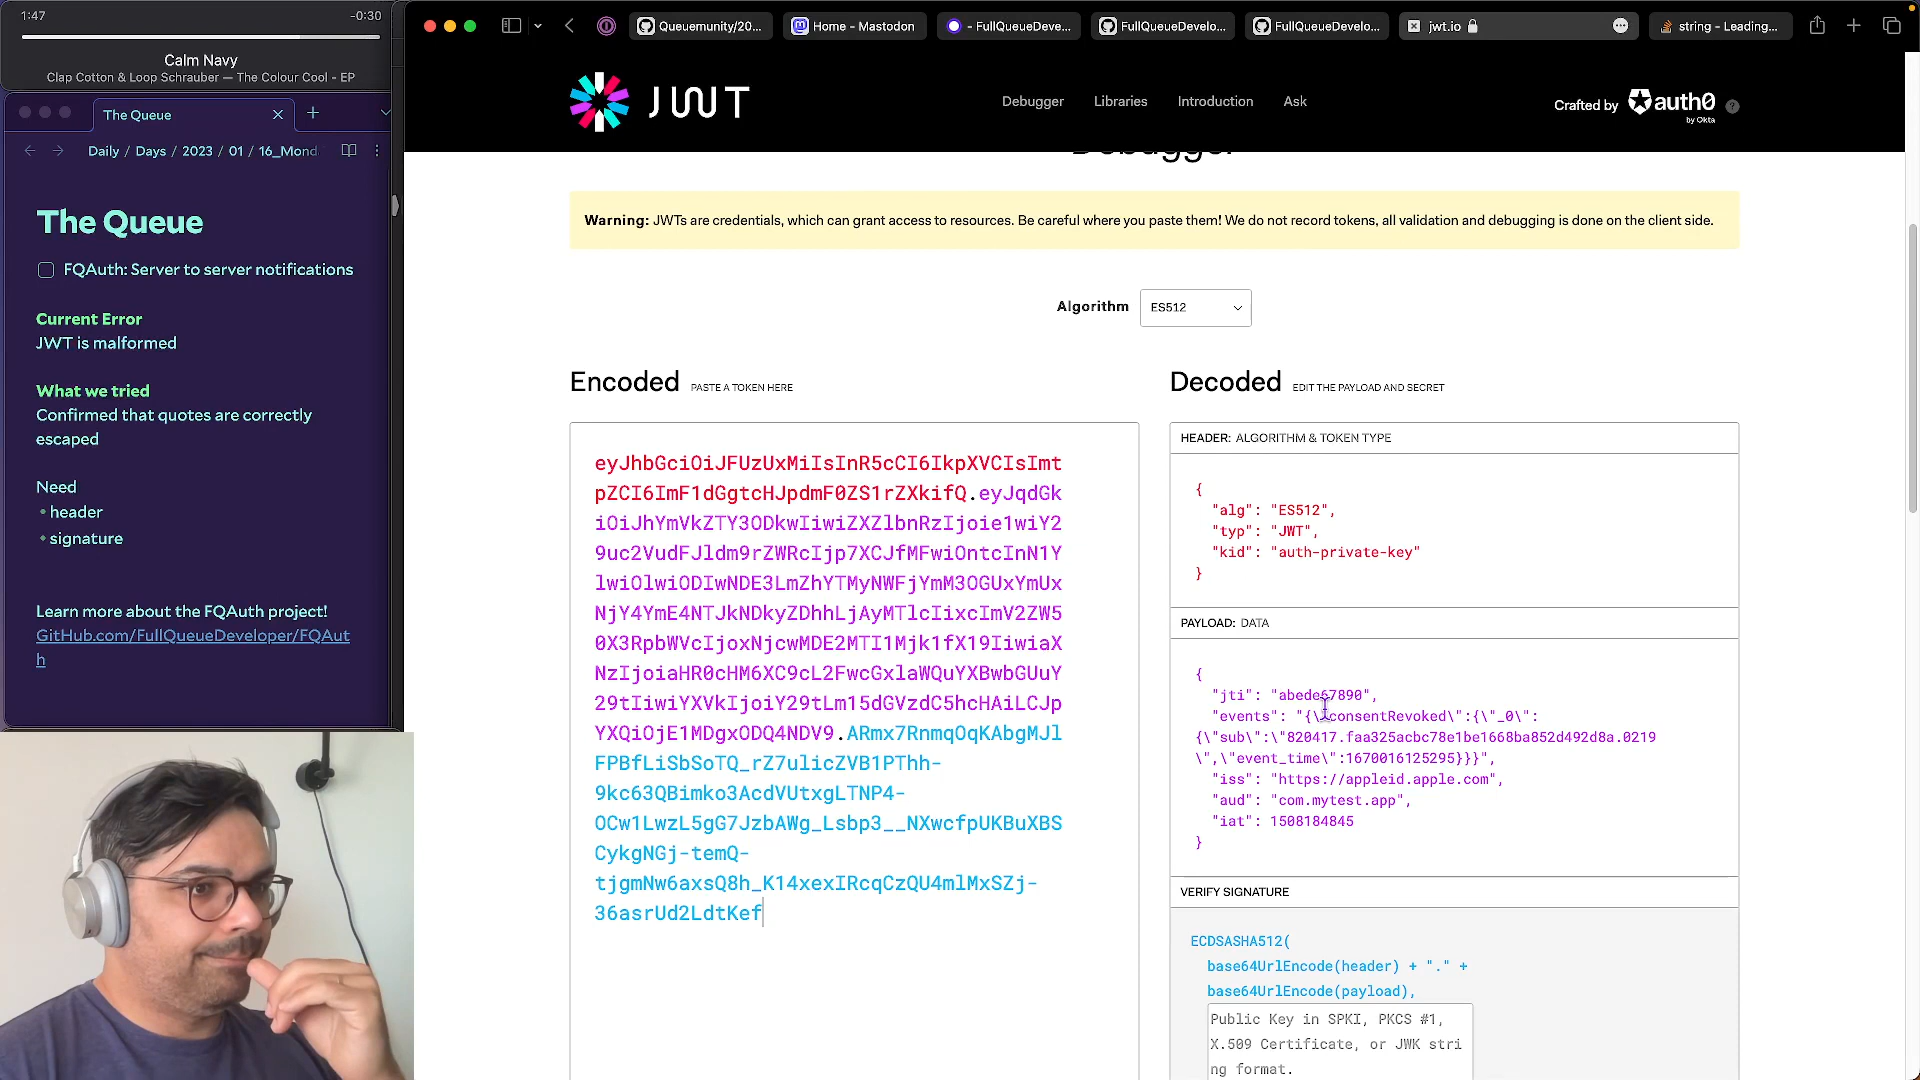 1:47
-0:30
Calm Navy
Clap Cotton & Loop Schrauber — The Colour Cool - EP
The Queue
Daily / Days / 2023 / 01 / 16_Mond
The Queue
FQAuth: Server to server notifications
Current Error
JWT is malformed
What we tried
Confirmed that quotes are correctly
escaped
Need
• header
• signature
Learn more about the FQAuth project!
GitHub.com/FullQueueDeveloper/FQAut
h
Queuemunity/20...
Home - Mastodon
- FullQueueDeve...
FullQueueDevelo...
FullQueueDevelo...
jwt.io
string - Leading...
JWT
Debugger
Libraries
Introduction
Ask
Crafted by
auth0
by Okta
?
Debugger
Warning: JWTs are credentials, which can grant access to resources. Be careful where you paste them! We do not record tokens, all validation and debugging is done on the client side.
Algorithm
ES512
Encoded PASTE A TOKEN HERE
eyJhbGciOiJFUzUxMiIsInR5cCI6IkpXVCIsImt
pZCI6ImF1dGgtcHJpdmF0ZS1rZXkifQ.eyJqdGk
iOiJhYmVkZTY3ODkwIiwiZXZlbnRzIjoie1wiY2
9uc2VudFJldm9rZWRcIjp7XCJfMFwiOntcInN1Y
lwiOlwiODIwNDE3LmZhYTMyNWFjYmM3OGUxYmUx
NjY4YmE4NTJkNDkyZDhhLjAyMTlcIixcImV2ZW5
0X3RpbWVcIjoxNjcwMDE2MTI1Mjk1fX19IiwiaX
NzIjoiaHR0cHM6XC9cL2FwcGxlaWQuYXBwbGUuY
29tIiwiYXVkIjoiY29tLm15dGVzdC5hcHAiLCJp
YXQiOjE1MDgxODQ4NDV9.ARmx7RnmqOqKAbgMJl
FPBfLiSbSoTQ_rZ7ulicZVB1PThh-
9kc63QBimko3AcdVUtxgLTNP4-
OCw1LwzL5gG7JzbAWg_Lsbp3__NXwcfpUKBuXBS
CykgNGj-temQ-
tjgmNw6axsQ8h_K14xexIRcqCzQU4mlMxSZj-
36asrUd2LdtKef
Decoded EDIT THE PAYLOAD AND SECRET
HEADER: ALGORITHM & TOKEN TYPE
{
"alg": "ES512",
"typ": "JWT",
"kid": "auth-private-key"
}
PAYLOAD: DATA
{
"jti": "abede67890",
"events": "{\"consentRevoked\":{\"_0\":
{\"sub\":\"820417.faa325acbc78e1be1668ba852d492d8a.0219
\",\"event_time\":1670016125295}}}",
"iss": "https://appleid.apple.com",
"aud": "com.mytest.app",
"iat": 1508184845
}
VERIFY SIGNATURE
ECDSASHA512(
base64UrlEncode(header) + "." +
base64UrlEncode(payload),
Public Key in SPKI, PKCS #1,
X.509 Certificate, or JWK stri
ng format.